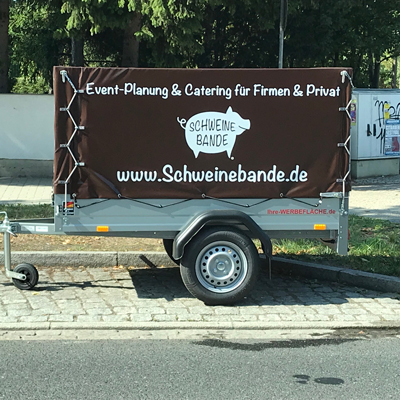 Event-Planung & Catering für Firmen & Privat
SCHWEINE
BANDE
www.Schweinebande.de
Ihre-WERBEFLÄCHE.de